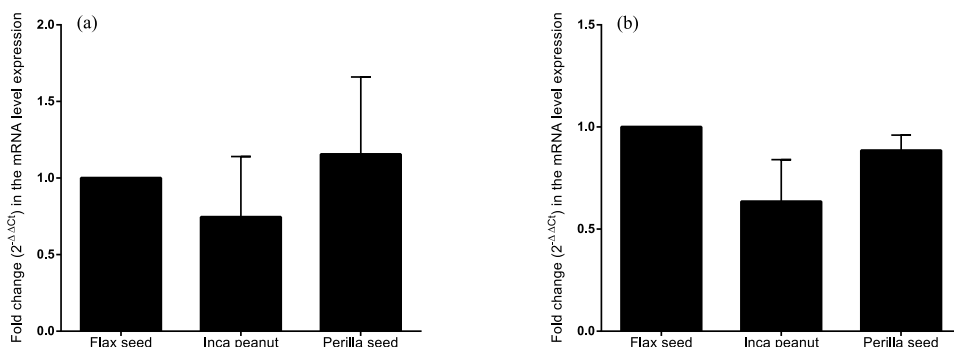 (a)
Fold change (2-Δ ΔCt) in the mRNA level expression
2.0
1.5
1.0
0.5
0.0
Flax seed Inca peanut Perilla seed
(b)
Fold change (2-Δ ΔCt) in the mRNA level expression
1.5
1.0
0.5
0.0
Flax seed Inca peanut Perilla seed